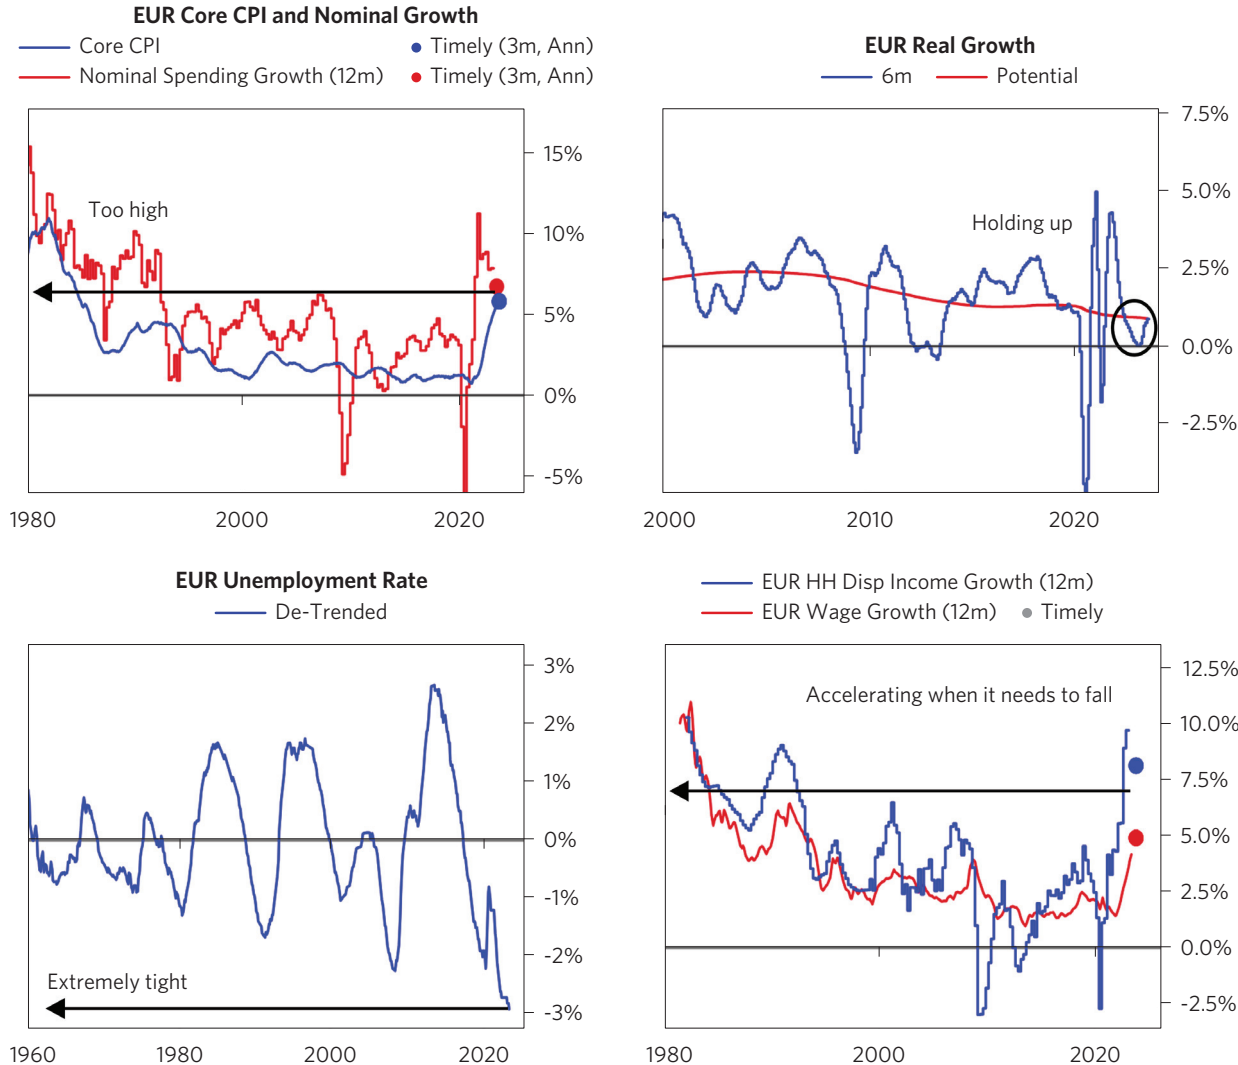 EUR Core CPI and Nominal Growth
Core CPI Timely (3m, Ann)
Nominal Spending Growth (12m) Timely (3m, Ann)
Too high
15%
10%
5%
0%
-5%
1980 2000 2020
EUR Real Growth
6m Potential
Holding up
7.5%
5.0%
2.5%
0.0%
-2.5%
2000 2010 2020
EUR Unemployment Rate
De-Trended
3%
2%
1%
0%
-1%
-2%
-3%
Extremely tight
1960 1980 2000 2020
EUR HH Disp Income Growth (12m)
EUR Wage Growth (12m) Timely
Accelerating when it needs to fall
12.5%
10.0%
7.5%
5.0%
2.5%
0.0%
-2.5%
1980 2000 2020